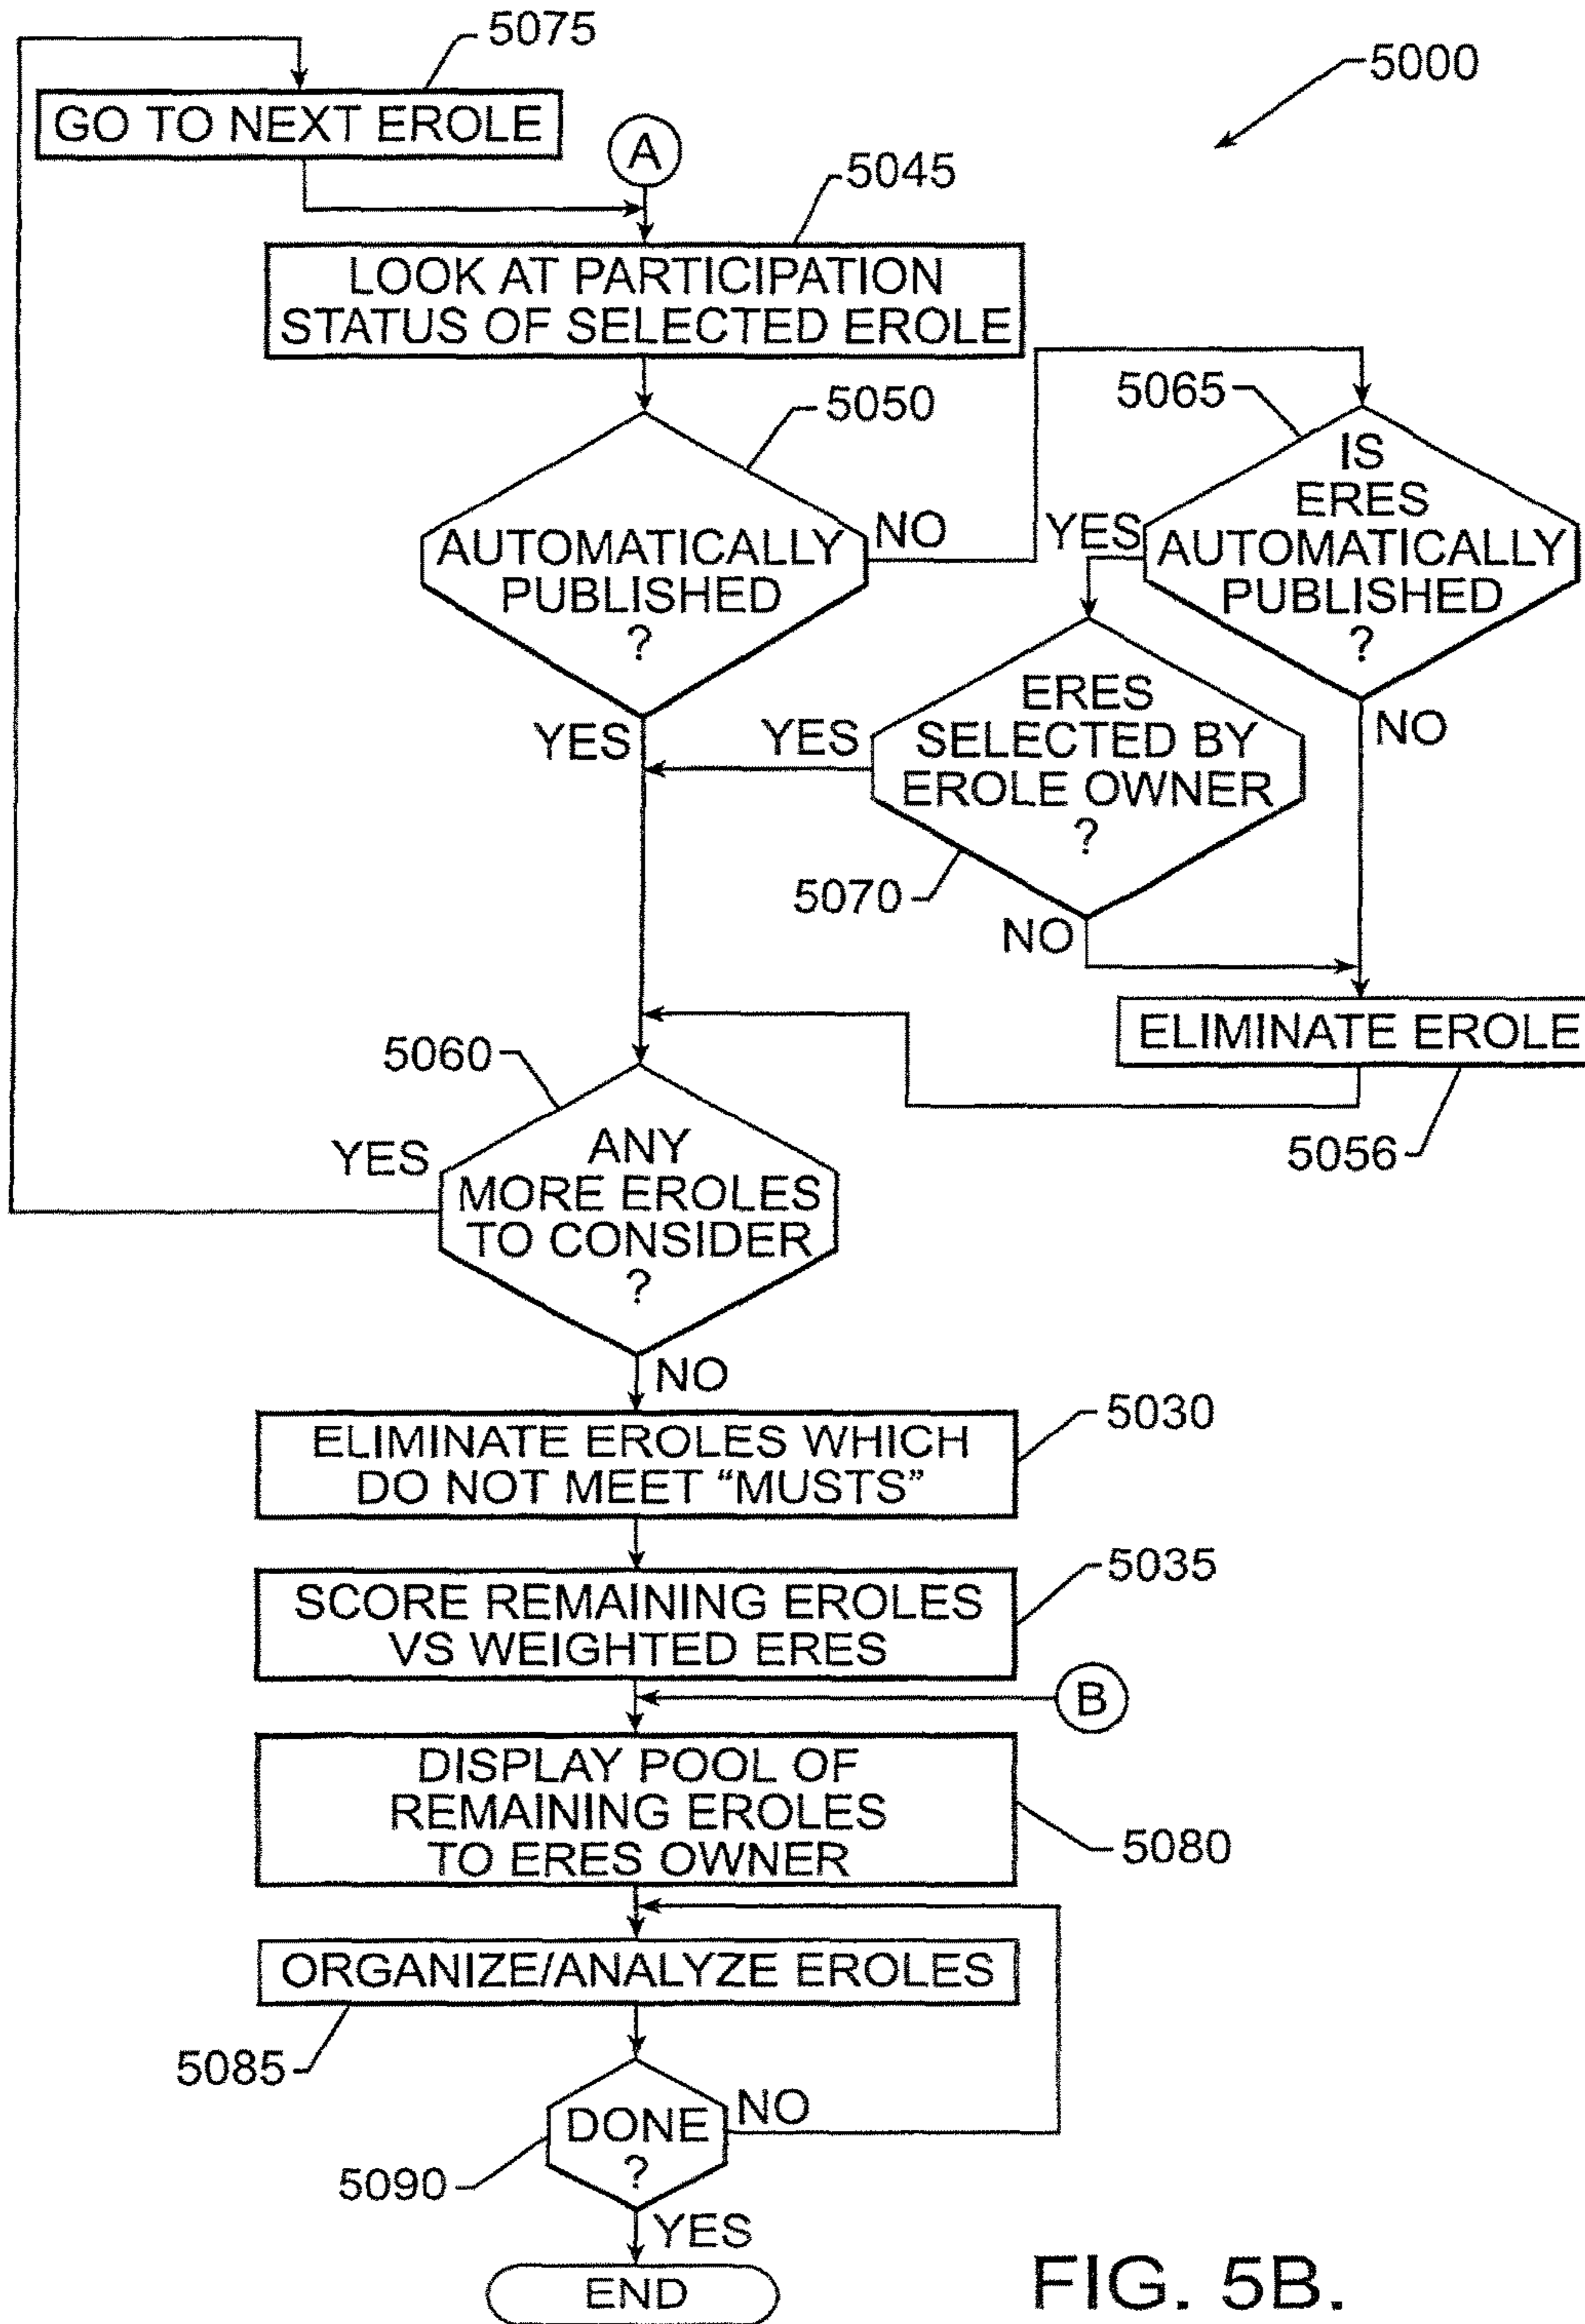 5075
5000
GO TO NEXT EROLE
A
5045
LOOK AT PARTICIPATION
STATUS OF SELECTED EROLE
5050
5065
AUTOMATICALLY
PUBLISHED
?
NO
YES
IS
ERES
AUTOMATICALLY
PUBLISHED
?
YES
NO
ERES
SELECTED BY
EROLE OWNER
?
YES
5070
NO
ELIMINATE EROLE
5056
5060
YES
ANY
MORE EROLES
TO CONSIDER
?
NO
5030
ELIMINATE EROLES WHICH
DO NOT MEET “MUSTS”
5035
SCORE REMAINING EROLES
VS WEIGHTED ERES
B
DISPLAY POOL OF
REMAINING EROLES
TO ERES OWNER
5080
ORGANIZE/ANALYZE EROLES
5085
DONE
?
NO
5090
YES
END
FIG. 5B.